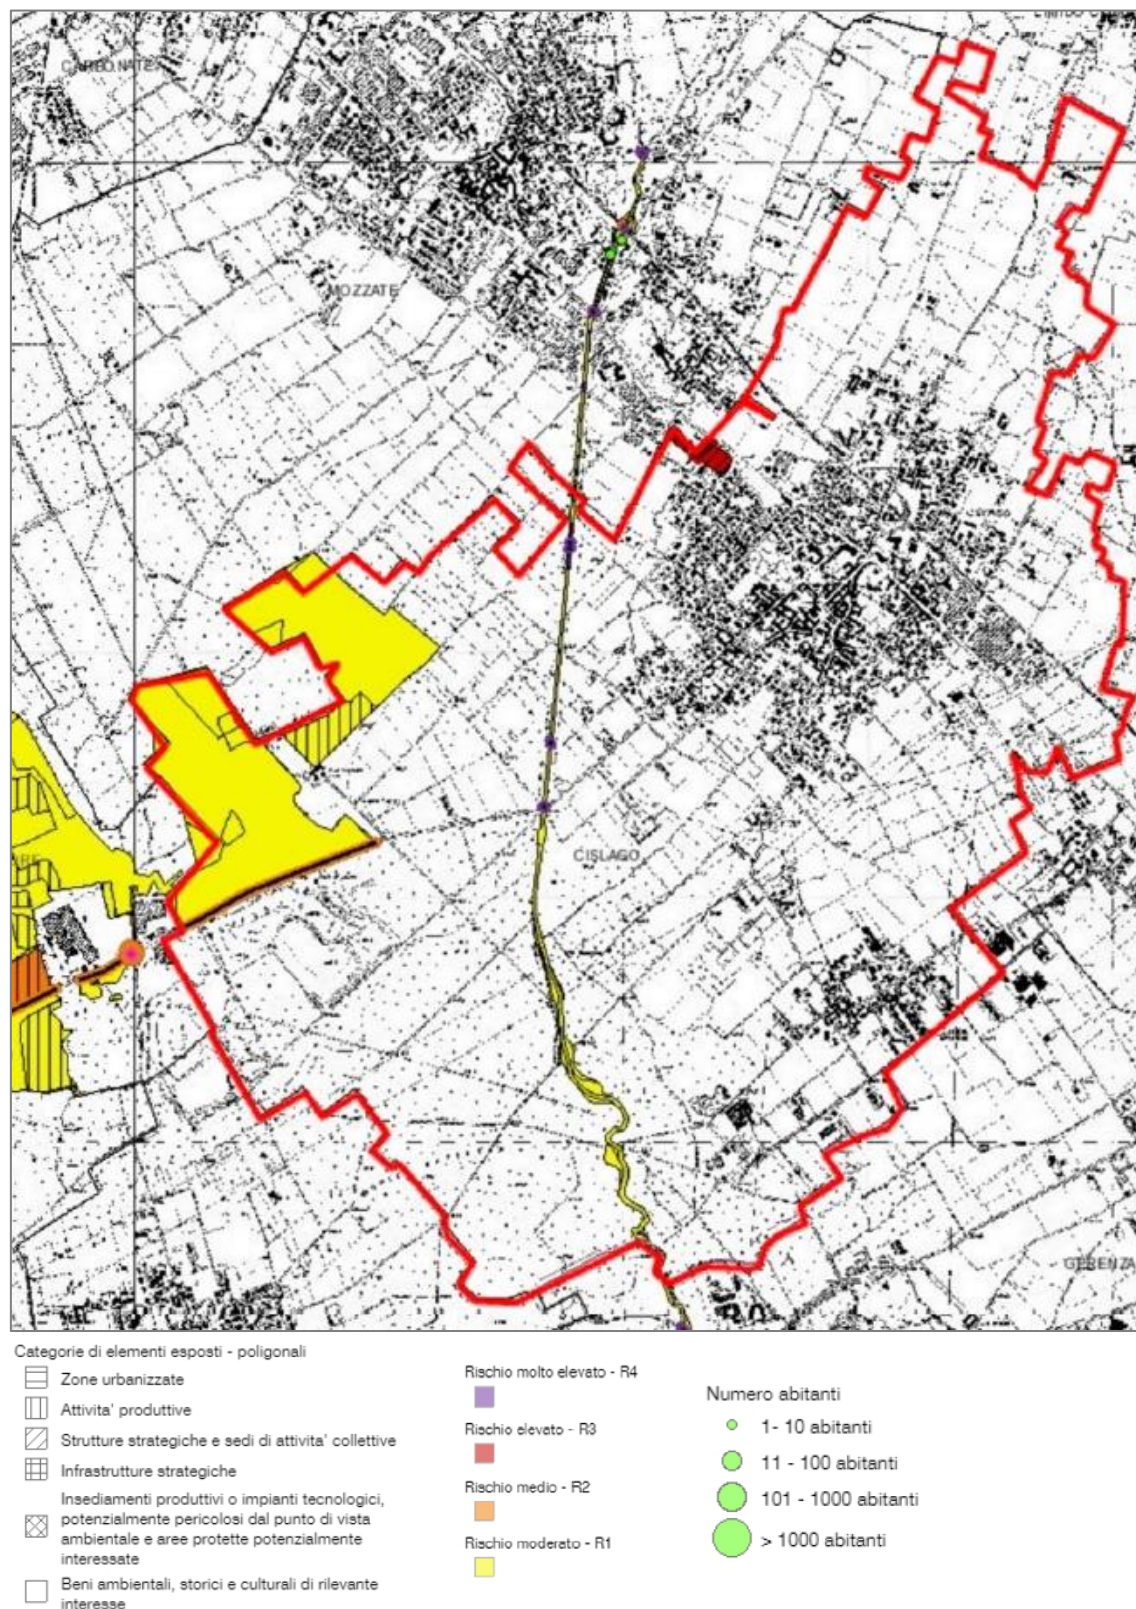 CARBONATE
MOZZATE
CISLAGO
GERENZA
Categorie di elementi esposti - poligonali
Zone urbanizzate
Attivita' produttive
Strutture strategiche e sedi di attivita' collettive
Infrastrutture strategiche
Insediamenti produttivi o impianti tecnologici,
potenzialmente pericolosi dal punto di vista
ambientale e aree protette potenzialmente
interessate
Beni ambientali, storici e culturali di rilevante
interesse
Rischio molto elevato - R4
Rischio elevato - R3
Rischio medio - R2
Rischio moderato - R1
Numero abitanti
1- 10 abitanti
11 - 100 abitanti
101 - 1000 abitanti
> 1000 abitanti